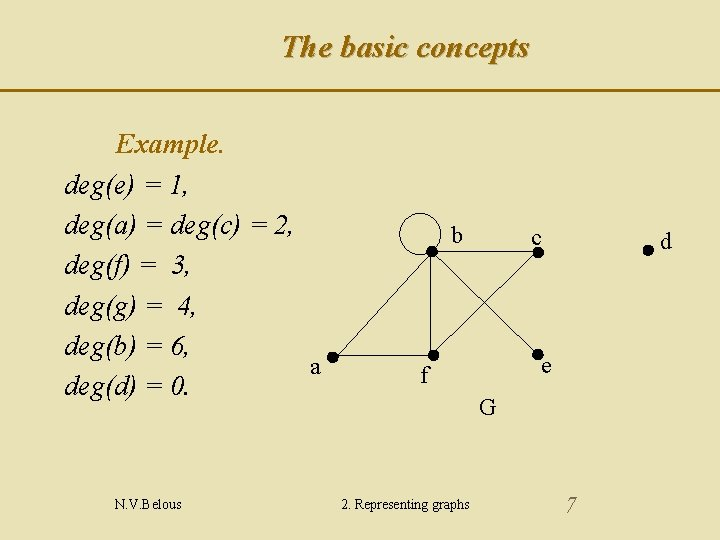 The basic concepts
Example.
deg(e) = 1,
deg(a) = deg(c) = 2,
deg(f) = 3,
deg(g) = 4,
deg(b) = 6,
deg(d) = 0.
b
c
d
a
f
e
G
N.V.Belous
2. Representing graphs
7